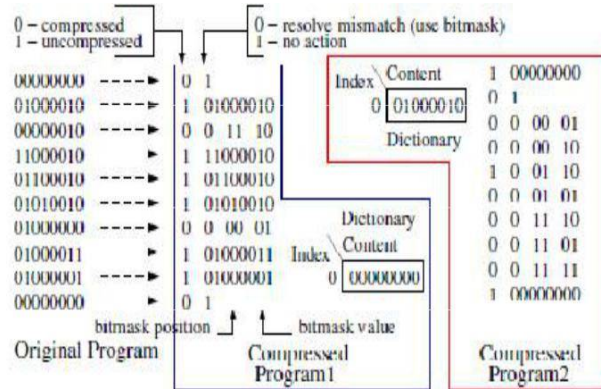 0 – compressed
1 – uncompressed
0 – resolve mismatch (use bitmask)
1 – no action
00000000 0 1
01000010 1 01000010
00000010 0 0 11 10
11000010 1 11000010
01100010 1 01100010
01010010 1 01010010
01000000 0 0 00 01
01000011 1 01000011
01000001 1 01000001
00000000 0 1
bitmask position
bitmask value
Original Program
Compressed
Program1
Dictionary
Index Content
0 00000000
Index Content
0 01000010
Dictionary
1 00000000
0 1
0 0 00 01
0 0 00 10
1 0 01 10
0 0 01 01
0 0 11 10
0 0 11 01
0 0 11 11
1 00000000
Compressed
Program2